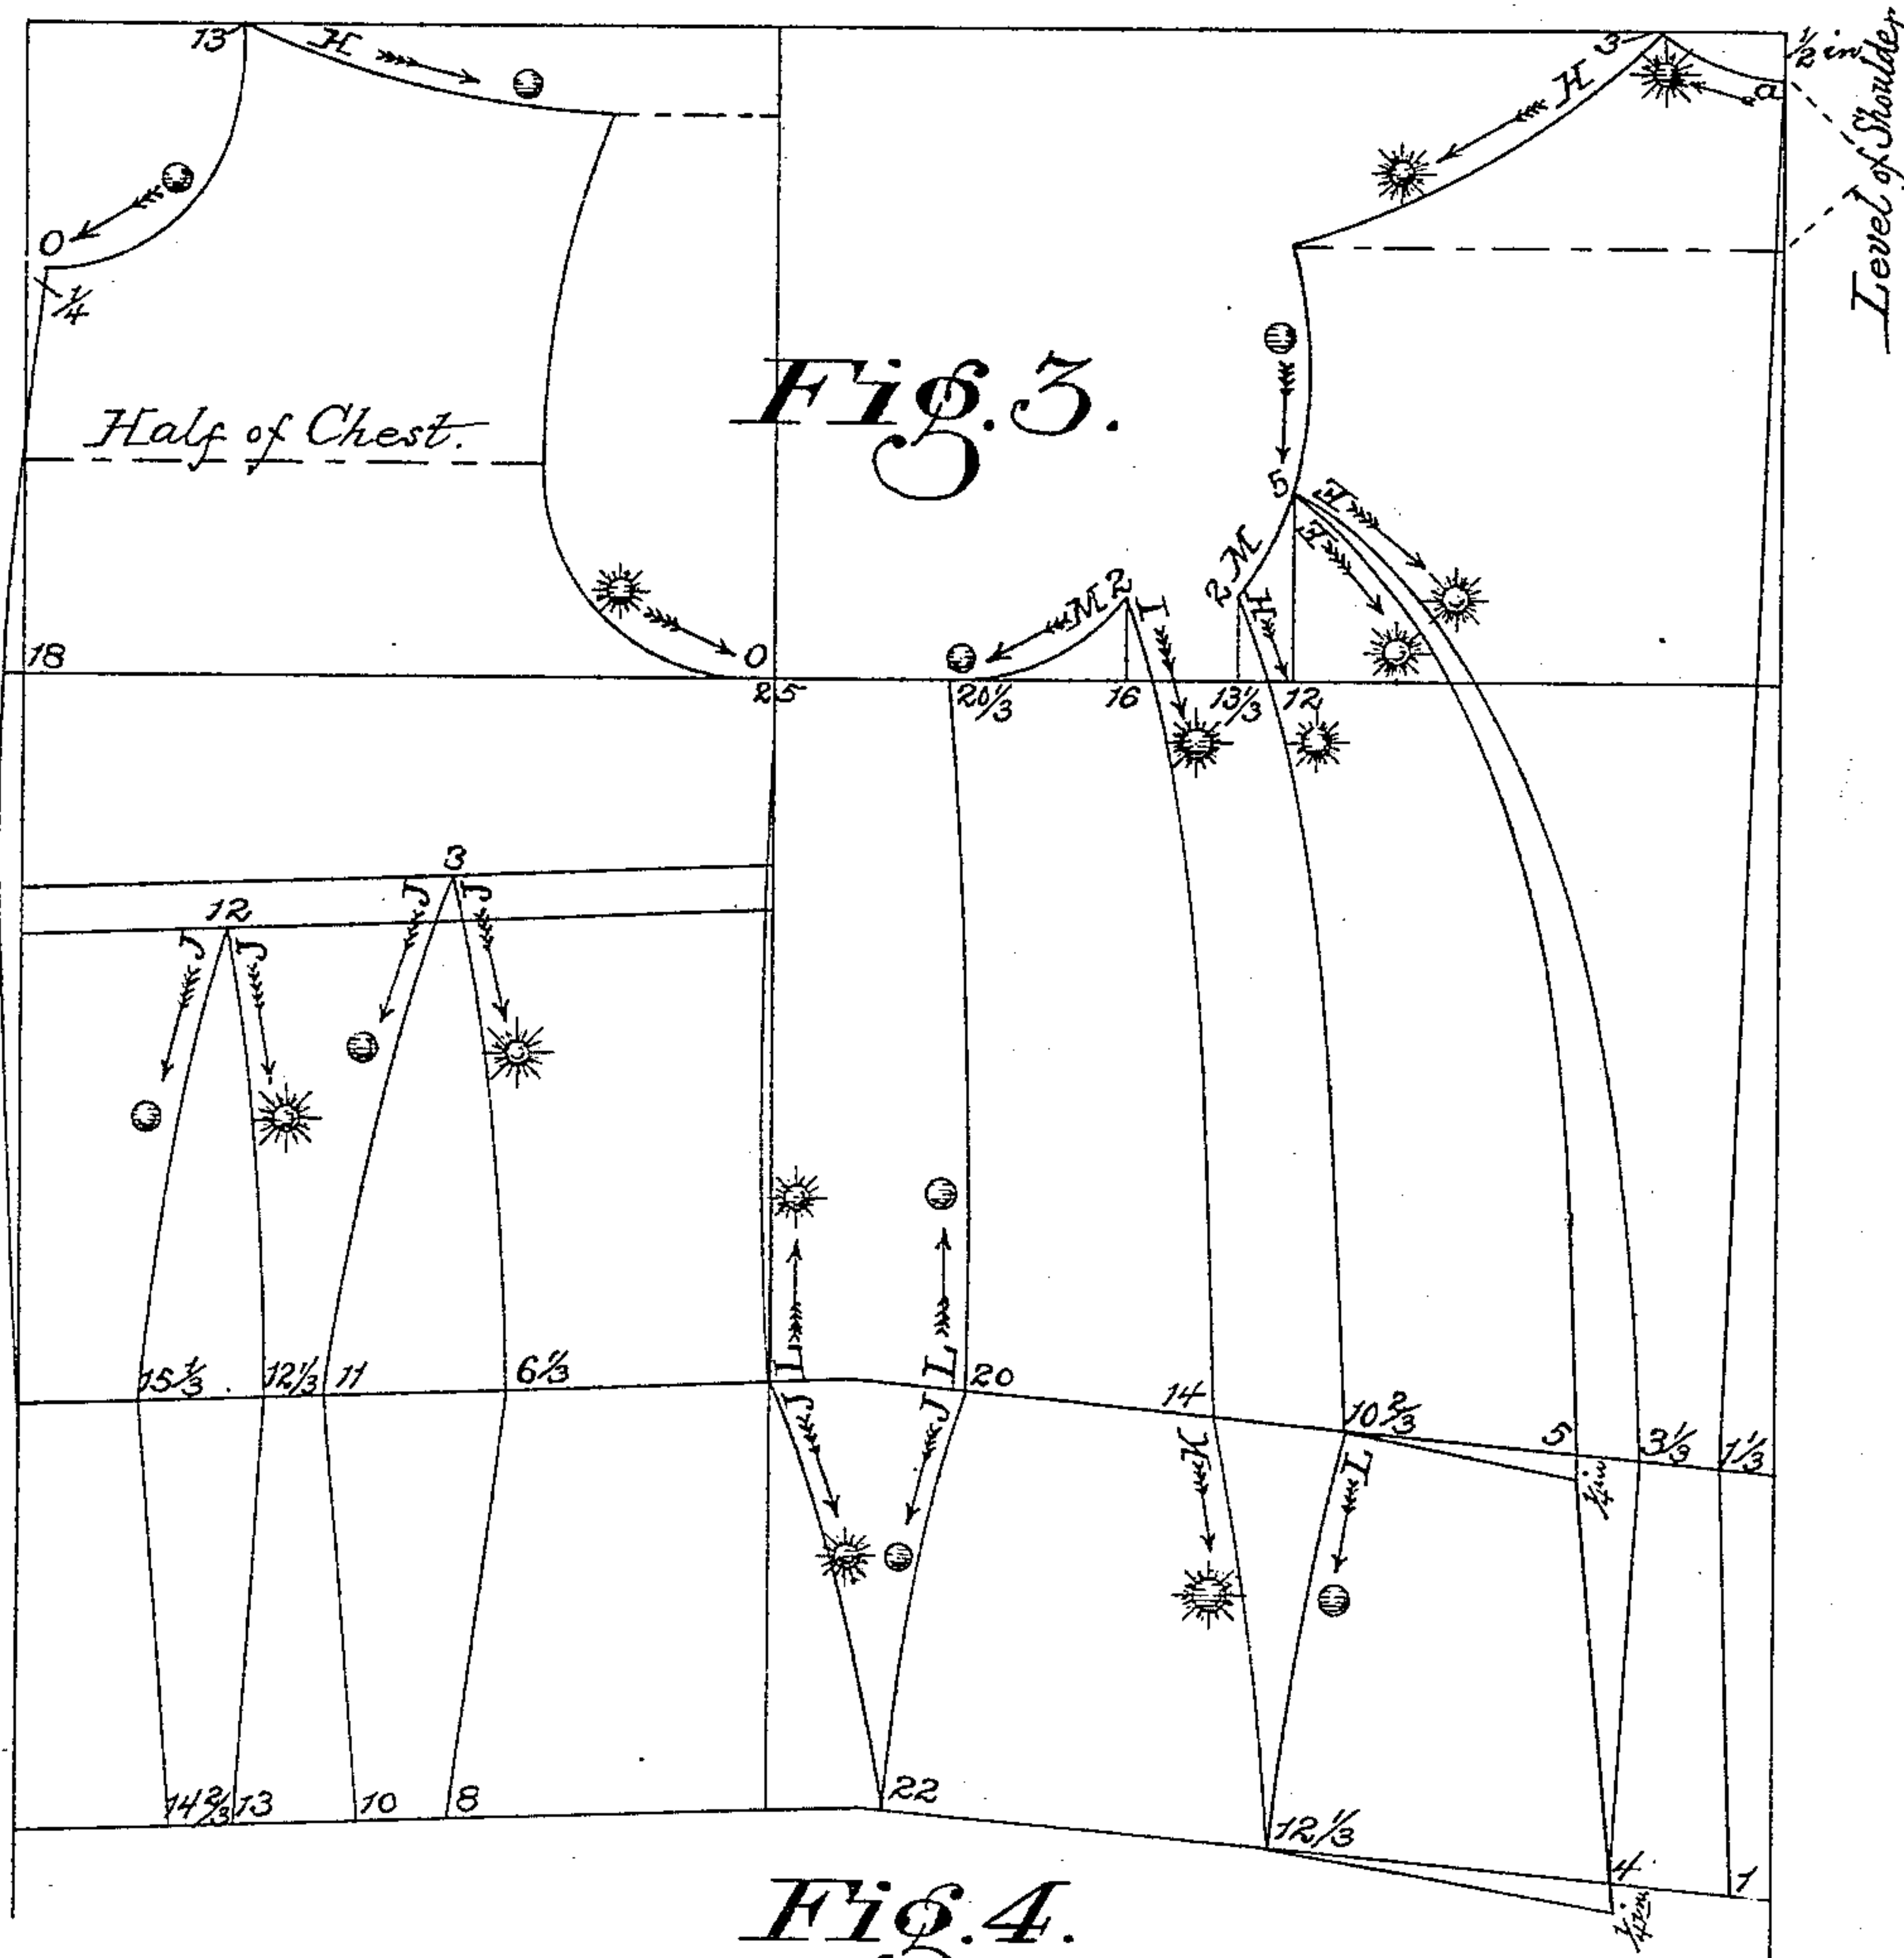 13 H 3 ½ in
H a
Level of Shoulder
O
¼
Fig. 3.
Half of Chest.
5 F
F
M
2 M 2 I H
O
18 25 20⅓ 16 13⅓ 12
3
J J
12
J J
15⅓ 12⅓ 11 6⅓ L L 20 14 10⅔ 5 3⅓ 1⅓
J J K L ¼ in
14⅔ 13 10 8 22 12⅓ 4 1
¼ in
Fig. 4.